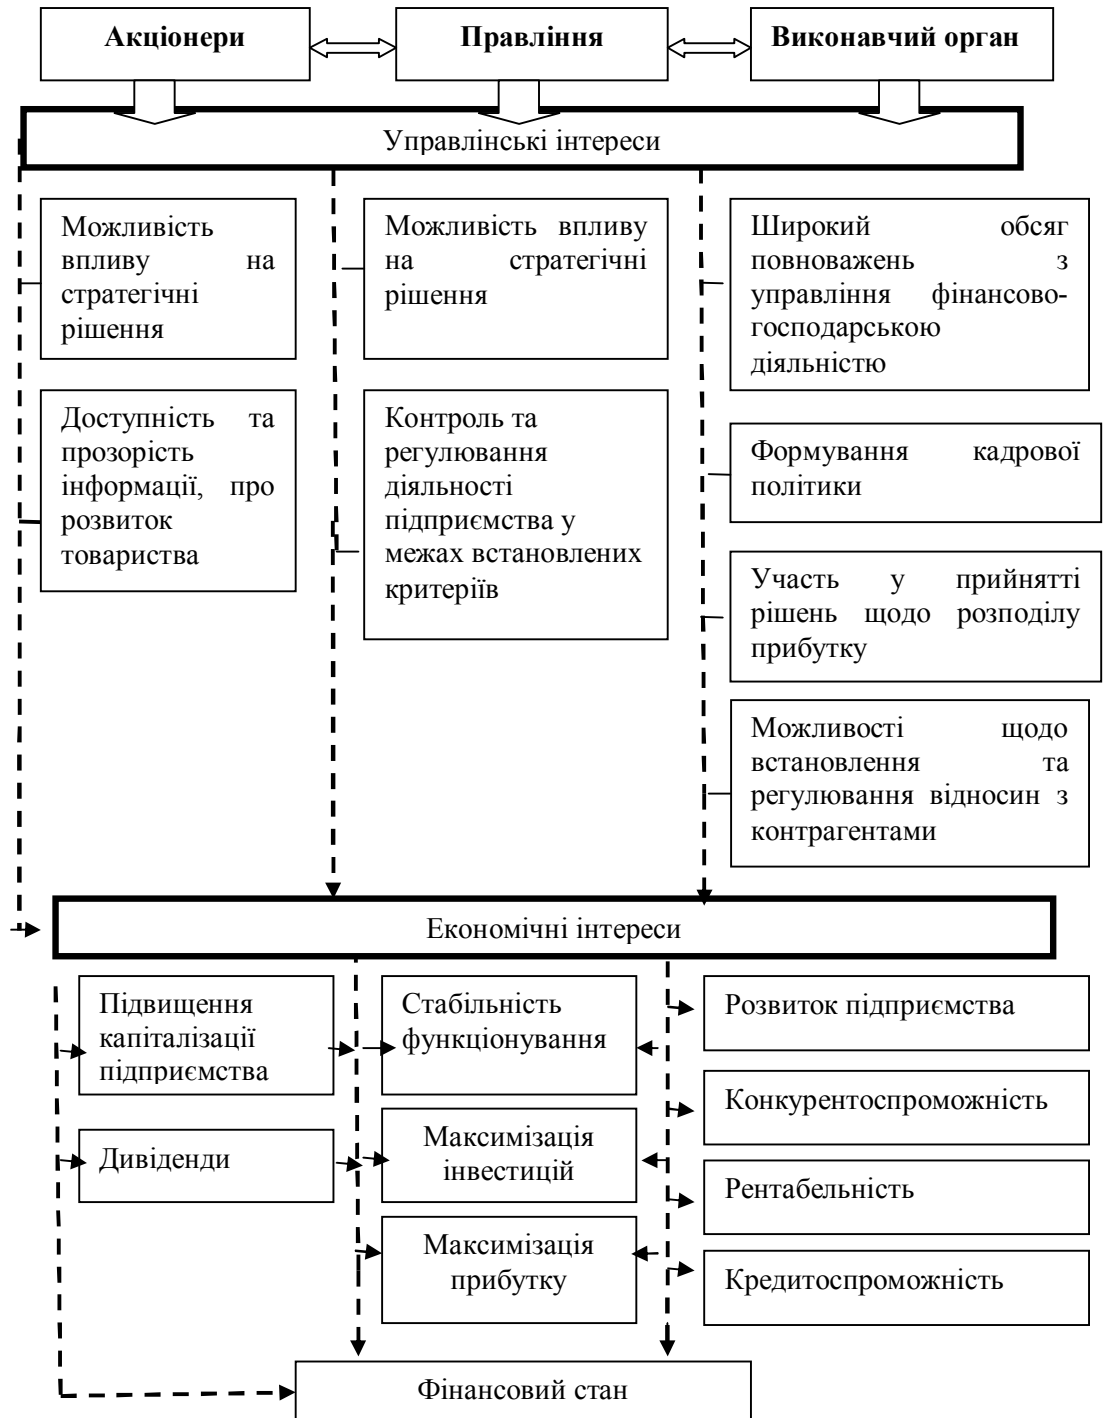 Акціонери
Правління
Виконавчий орган
Управлінські інтереси
Можливість
впливу на
стратегічні
рішення
Можливість впливу
на стратегічні
рішення
Широкий обсяг
повноважень з
управління фінансово-
господарською
діяльністю
Доступність та
прозорість
інформації, про
розвиток
товариства
Контроль та
регулювання
діяльності
підприємства у
межах встановлених
критеріїв
Формування кадрової
політики
Участь у прийнятті
рішень щодо розподілу
прибутку
Можливості щодо
встановлення та
регулювання відносин з
контрагентами
Економічні інтереси
Підвищення
капіталізації
підприємства
Дивіденди
Стабільність
функціонування
Максимізація
інвестицій
Максимізація
прибутку
Розвиток підприємства
Конкурентоспроможність
Рентабельність
Кредитоспроможність
Фінансовий стан